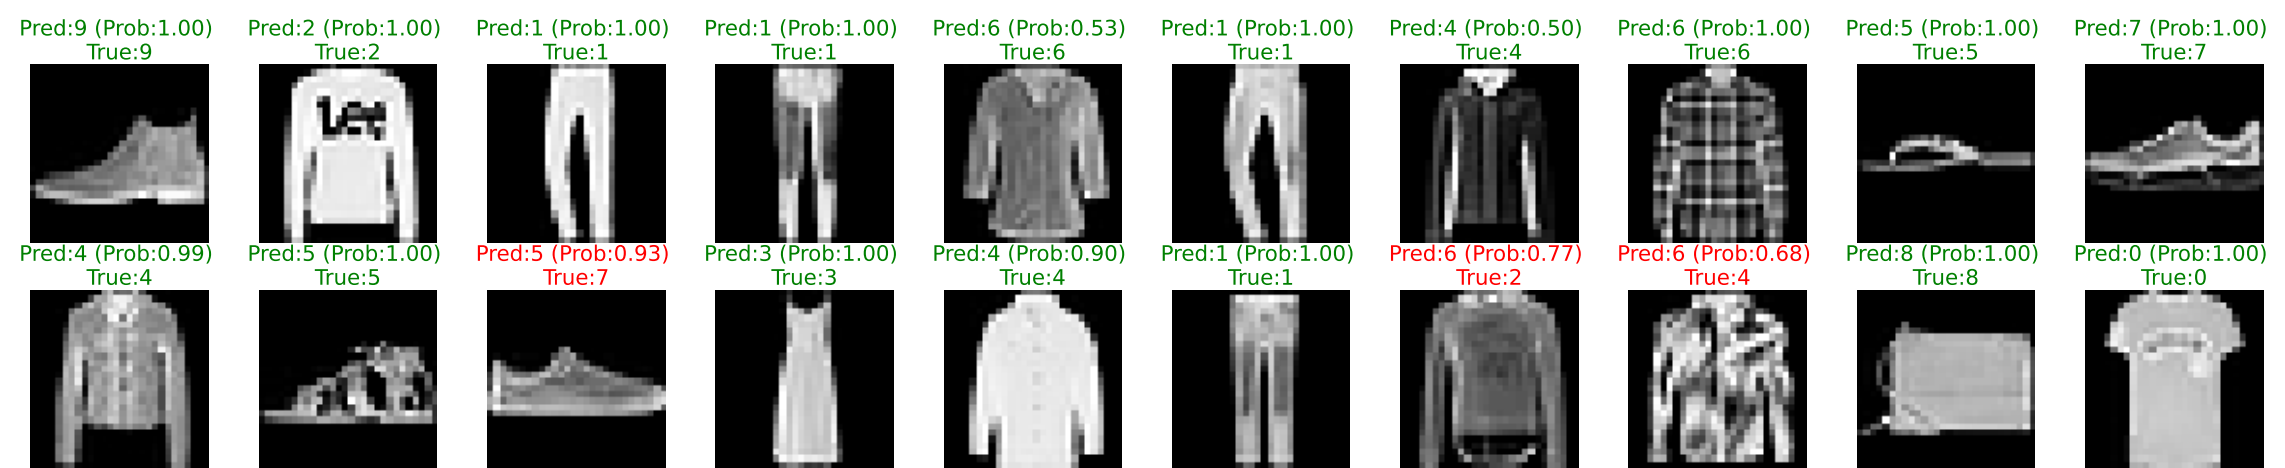 Pred:9 (Prob:1.00) Pred:2 (Prob:1.00) Pred:1 (Prob:1.00) Pred:1 (Prob:1.00) Pred:6 (Prob:0.53) Pred:1 (Prob:1.00) Pred:4 (Prob:0.50) Pred:6 (Prob:1.00) Pred:5 (Prob:1.00) Pred:7 (Prob:1.00)
True:9 True:2 True:1 True:1 True:6 True:1 True:4 True:6 True:5 True:7
Lee
Pred:4 (Prob:0.99) Pred:5 (Prob:1.00) Pred:5 (Prob:0.93) Pred:3 (Prob:1.00) Pred:4 (Prob:0.90) Pred:1 (Prob:1.00) Pred:6 (Prob:0.77) Pred:6 (Prob:0.68) Pred:8 (Prob:1.00) Pred:0 (Prob:1.00)
True:4 True:5 True:7 True:3 True:4 True:1 True:2 True:4 True:8 True:0